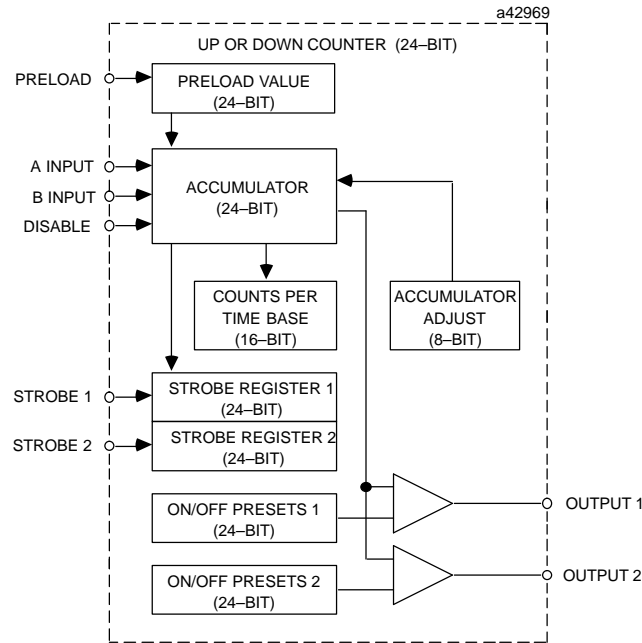 a42969
UP OR DOWN COUNTER (24–BIT)
PRELOAD
PRELOAD VALUE
(24–BIT)
A INPUT
B INPUT
DISABLE
ACCUMULATOR
(24–BIT)
COUNTS PER
TIME BASE
(16–BIT)
ACCUMULATOR
ADJUST
(8–BIT)
STROBE 1
STROBE REGISTER 1
(24–BIT)
STROBE 2
STROBE REGISTER 2
(24–BIT)
ON/OFF PRESETS 1
(24–BIT)
OUTPUT 1
ON/OFF PRESETS 2
(24–BIT)
OUTPUT 2